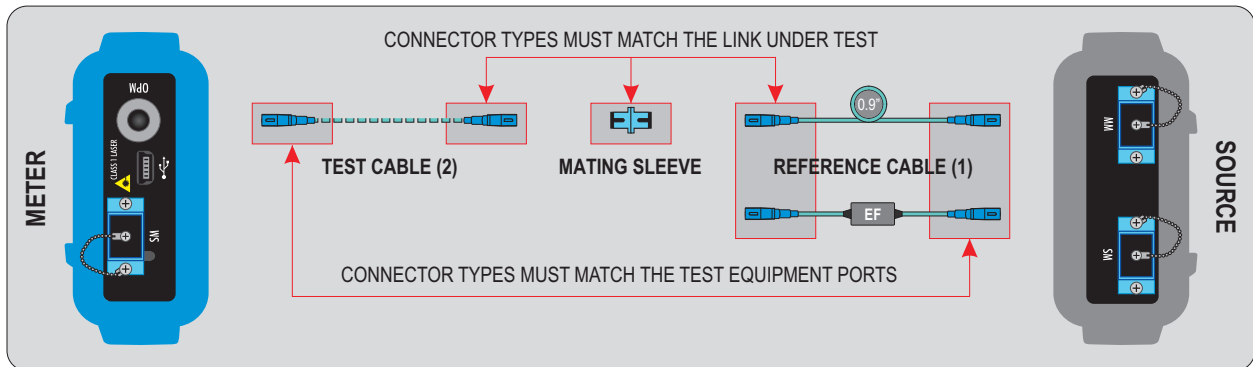 CONNECTOR TYPES MUST MATCH THE LINK UNDER TEST
METER
OPM
CLASS 1 LASER
SM
TEST CABLE (2)
MATING SLEEVE
0.9"
REFERENCE CABLE (1)
EF
MM
SM
SOURCE
CONNECTOR TYPES MUST MATCH THE TEST EQUIPMENT PORTS